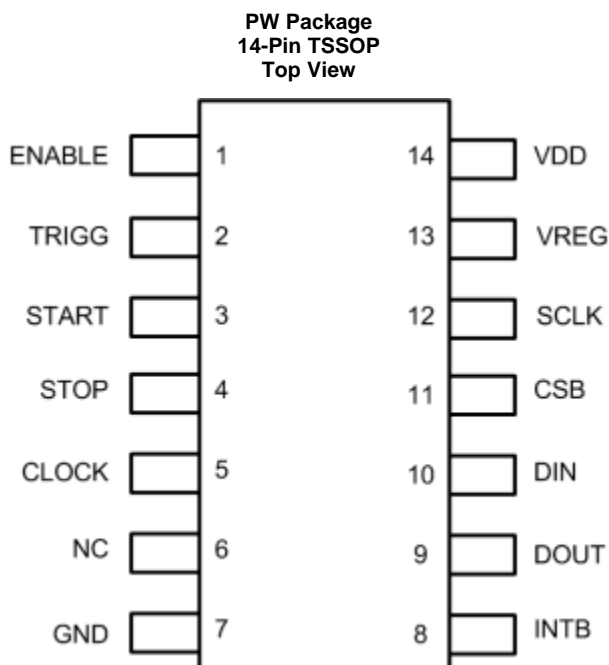 PW Package
14-Pin TSSOP
Top View
ENABLE 1 14 VDD
TRIGG 2 13 VREG
START 3 12 SCLK
STOP 4 11 CSB
CLOCK 5 10 DIN
NC 6 9 DOUT
GND 7 8 INTB